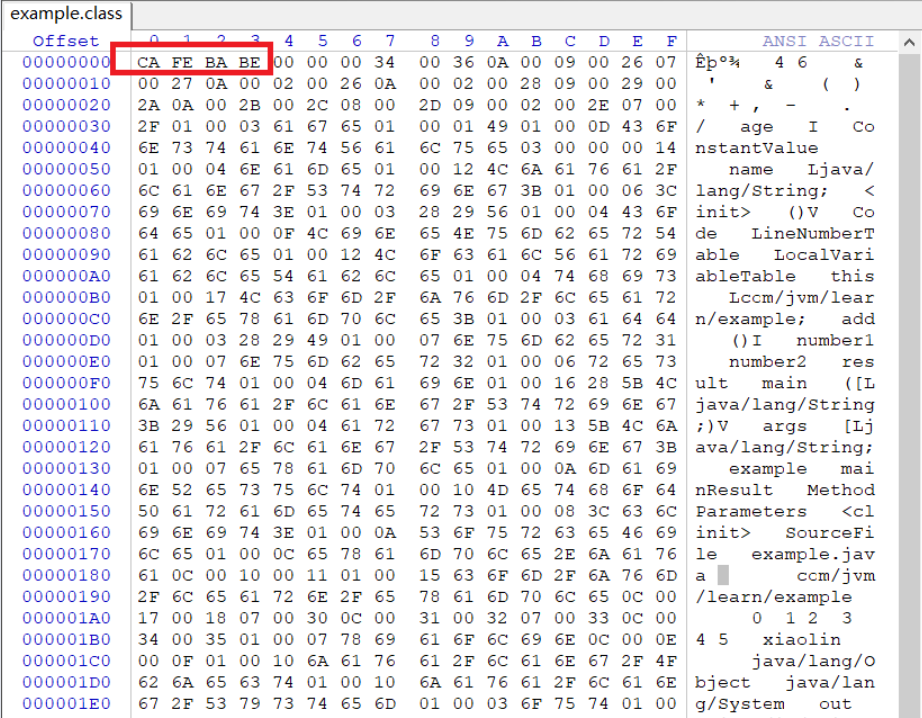 example.class
Offset 0 1 2 3 4 5 6 7 8 9 A B C D E F ANSI ASCII
00000000 CA FE BA BE 00 00 00 34 00 36 0A 00 09 00 26 07 Êþº¾ 4 6 &
00000010 00 27 0A 00 02 00 26 0A 00 02 00 28 09 00 29 00 ' & ( )
00000020 2A 0A 00 2B 00 2C 08 00 2D 09 00 02 00 2E 07 00 * + , - .
00000030 2F 01 00 03 61 67 65 01 00 01 49 01 00 0D 43 6F / age I Co
00000040 6E 73 74 61 6E 74 56 61 6C 75 65 03 00 00 00 14 nstantValue
00000050 01 00 04 6E 61 6D 65 01 00 12 4C 6A 61 76 61 2F name Ljava/
00000060 6C 61 6E 67 2F 53 74 72 69 6E 67 3B 01 00 06 3C lang/String; <
00000070 69 6E 69 74 3E 01 00 03 28 29 56 01 00 04 43 6F init> ()V Co
00000080 64 65 01 00 0F 4C 69 6E 65 4E 75 6D 62 65 72 54 de LineNumberT
00000090 61 62 6C 65 01 00 12 4C 6F 63 61 6C 56 61 72 69 able LocalVari
000000A0 61 62 6C 65 54 61 62 6C 65 01 00 04 74 68 69 73 ableTable this
000000B0 01 00 17 4C 63 6F 6D 2F 6A 76 6D 2F 6C 65 61 72 Lccm/jvm/lear
000000C0 6E 2F 65 78 61 6D 70 6C 65 3B 01 00 03 61 64 64 n/example; add
000000D0 01 00 03 28 29 49 01 00 07 6E 75 6D 62 65 72 31 ()I number1
000000E0 01 00 07 6E 75 6D 62 65 72 32 01 00 06 72 65 73 number2 res
000000F0 75 6C 74 01 00 04 6D 61 69 6E 01 00 16 28 5B 4C ult main ([L
00000100 6A 61 76 61 2F 6C 61 6E 67 2F 53 74 72 69 6E 67 java/lang/String
00000110 3B 29 56 01 00 04 61 72 67 73 01 00 13 5B 4C 6A ;)V args [Lj
00000120 61 76 61 2F 6C 61 6E 67 2F 53 74 72 69 6E 67 3B ava/lang/String;
00000130 01 00 07 65 78 61 6D 70 6C 65 01 00 0A 6D 61 69 example mai
00000140 6E 52 65 73 75 6C 74 01 00 10 4D 65 74 68 6F 64 nResult Method
00000150 50 61 72 61 6D 65 74 65 72 73 01 00 08 3C 63 6C Parameters <cl
00000160 69 6E 69 74 3E 01 00 0A 53 6F 75 72 63 65 46 69 init> SourceFi
00000170 6C 65 01 00 0C 65 78 61 6D 70 6C 65 2E 6A 61 76 le example.jav
00000180 61 0C 00 10 00 11 01 00 15 63 6F 6D 2F 6A 76 6D a ccm/jvm
00000190 2F 6C 65 61 72 6E 2F 65 78 61 6D 70 6C 65 0C 00 /learn/example
000001A0 17 00 18 07 00 30 0C 00 31 00 32 07 00 33 0C 00 0 1 2 3
000001B0 34 00 35 01 00 07 78 69 61 6F 6C 69 6E 0C 00 0E 4 5 xiaolin
000001C0 00 0F 01 00 10 6A 61 76 61 2F 6C 61 6E 67 2F 4F java/lang/O
000001D0 62 6A 65 63 74 01 00 10 6A 61 76 61 2F 6C 61 6E bject java/lan
000001E0 67 2F 53 79 73 74 65 6D 01 00 03 6F 75 74 01 00 g/System out